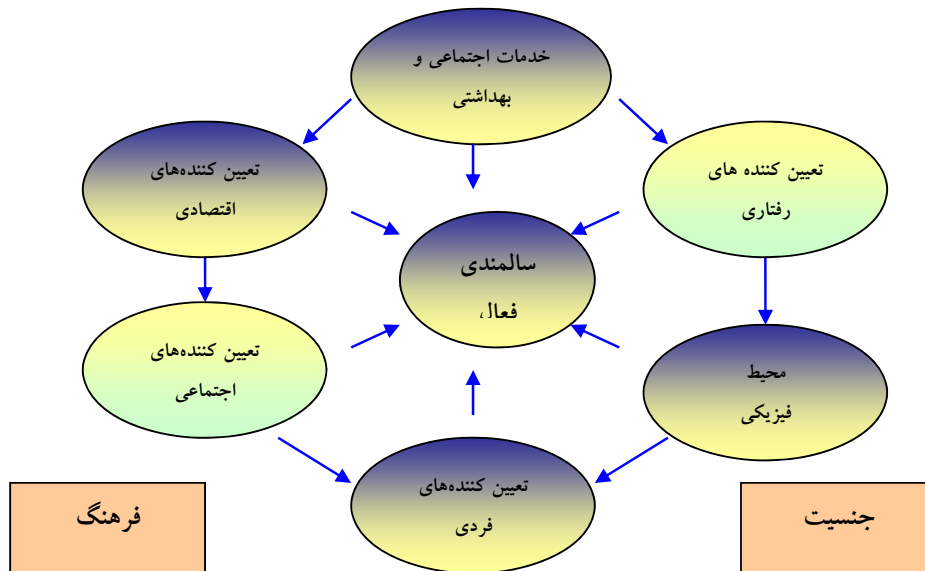 خدمات اجتماعی و
بهداشتی
تعیین کننده های
رفتاری
تعیین کننده‌های
اقتصادی
سالمندی
فعال
محیط
فیزیکی
تعیین کننده‌های
اجتماعی
تعیین کننده‌های
فردی
جنسیت
فرهنگ